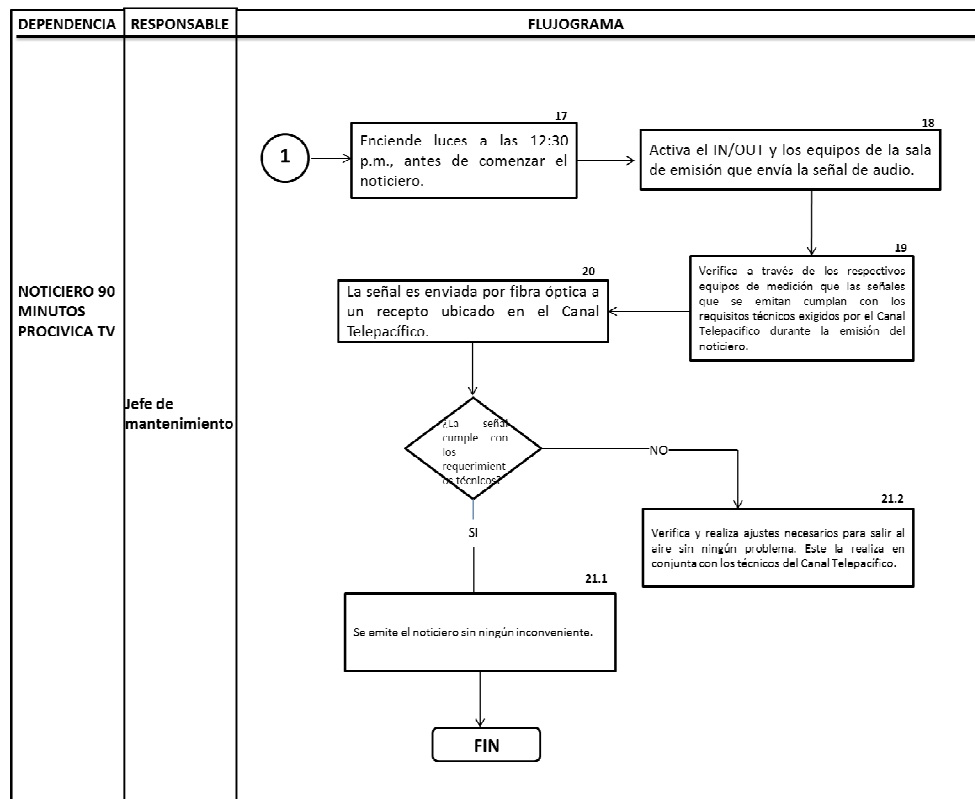 DEPENDENCIA RESPONSABLE FLUJOGRAMA
NOTICIERO 90
MINUTOS
PROCIVICA TV
Jefe de
mantenimiento
1
17
Enciende luces a las 12:30
p.m., antes de comenzar el
noticiero.
18
Activa el IN/OUT y los equipos de la sala
de emisión que envía la señal de audio.
19
Verifica a través de los respectivos
equipos de medición que las señales
que se emitan cumplan con los
requisitos técnicos exigidos por el Canal
Telepacifico durante la emisión del
noticiero.
20
La señal es enviada por fibra óptica a
un recepto ubicado en el Canal
Telepacífico.
¿La señal
cumple con
los
requerimient
os técnicos?
NO
SI
21.2
Verifica y realiza ajustes necesarios para salir al
aire sin ningún problema. Este la realiza en
conjunta con los técnicos del Canal Telepacífico.
21.1
Se emite el noticiero sin ningún inconveniente.
FIN